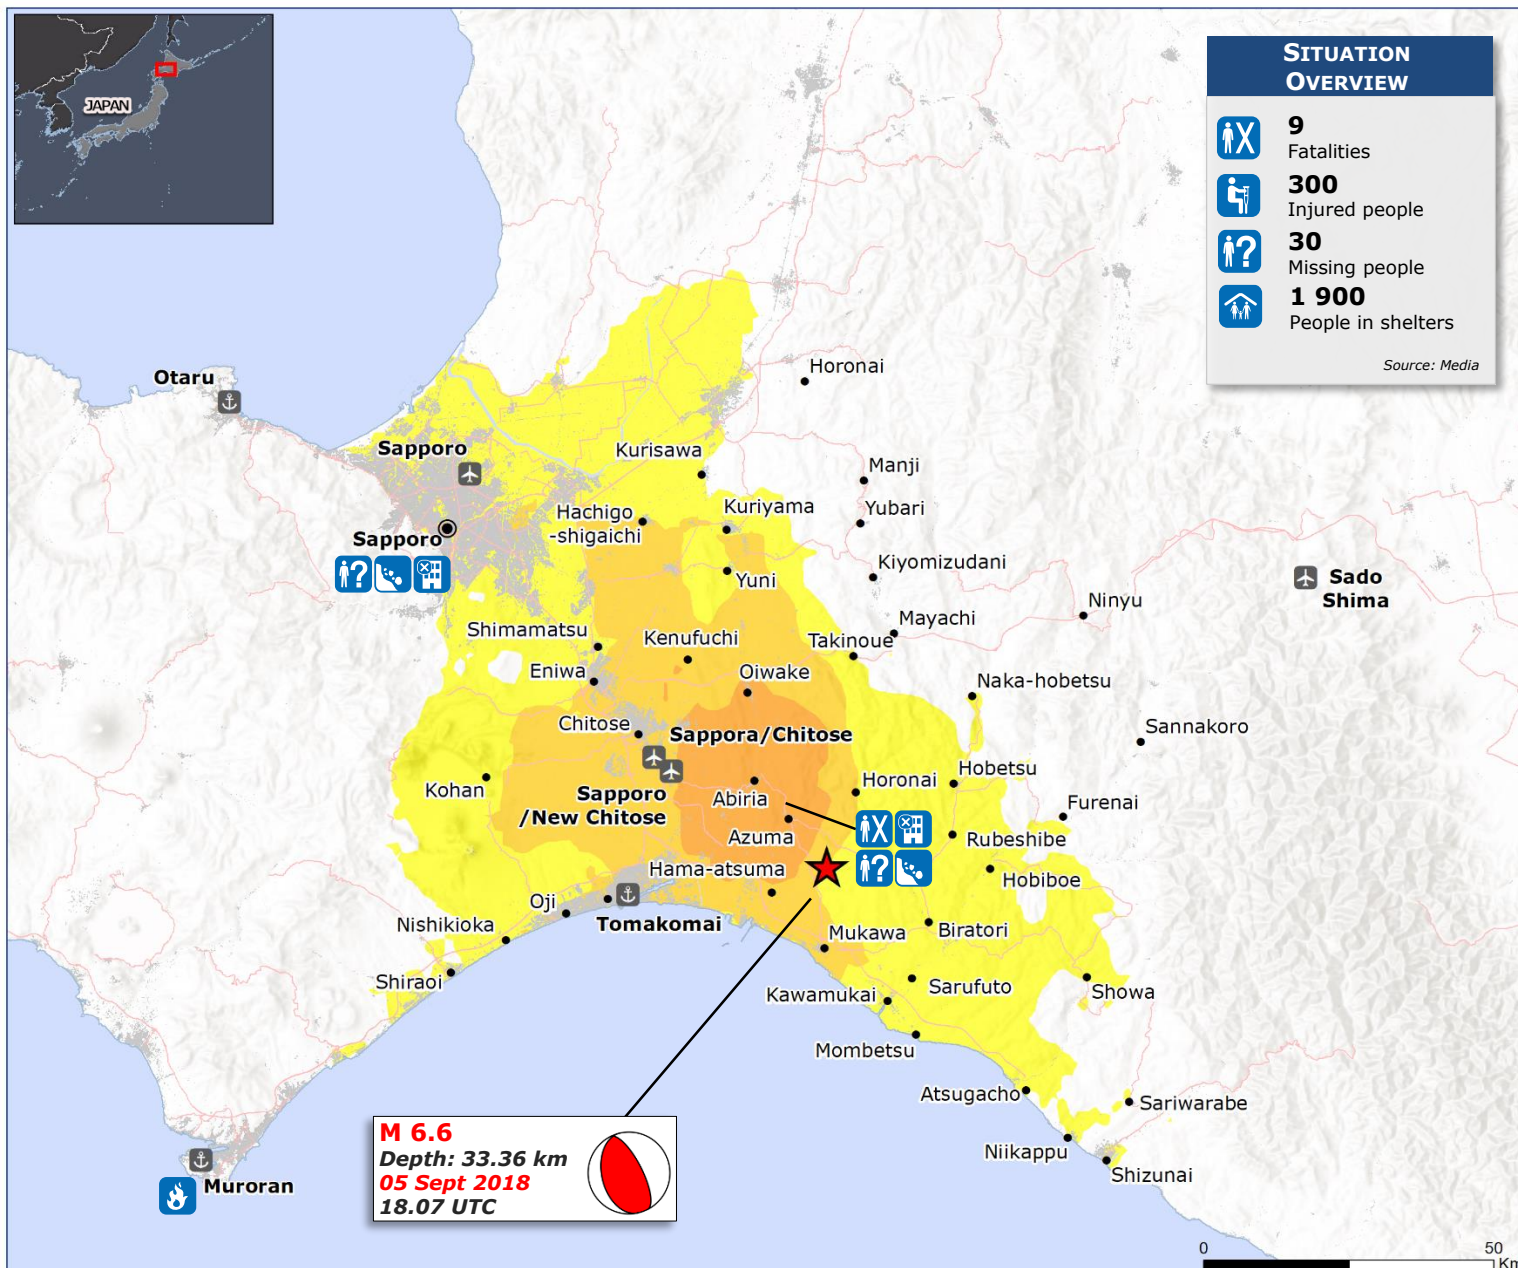 JAPAN
SITUATION
OVERVIEW
9
Fatalities
300
Injured people
30
Missing people
1 900
People in shelters
Source: Media
Horonai
Otaru
Sapporo
Kurisawa
Manji
Hachigo
-shigaichi
Kuriyama
Yubari
Sapporo
Kiyomizudani
Yuni
Sado
Shima
Ninyu
Mayachi
Shimamatsu
Kenufuchi
Takinoue
Eniwa
Oiwake
Naka-hobetsu
Chitose
Sappora/Chitose
Sannakoro
Kohan
Sapporo
/New Chitose
Abiria
Horonai
Hobetsu
Furenai
Azuma
Rubeshibe
Hama-atsuma
Hobiboe
Oji
Tomakomai
Nishikioka
Mukawa
Biratori
Shiraoi
Kawamukai
Sarufuto
Showa
Mombetsu
Atsugacho
Sariwarabe
Niikappu
Shizunai
M 6.6
Depth: 33.36 km
05 Sept 2018
18.07 UTC
Muroran
0
50
Km